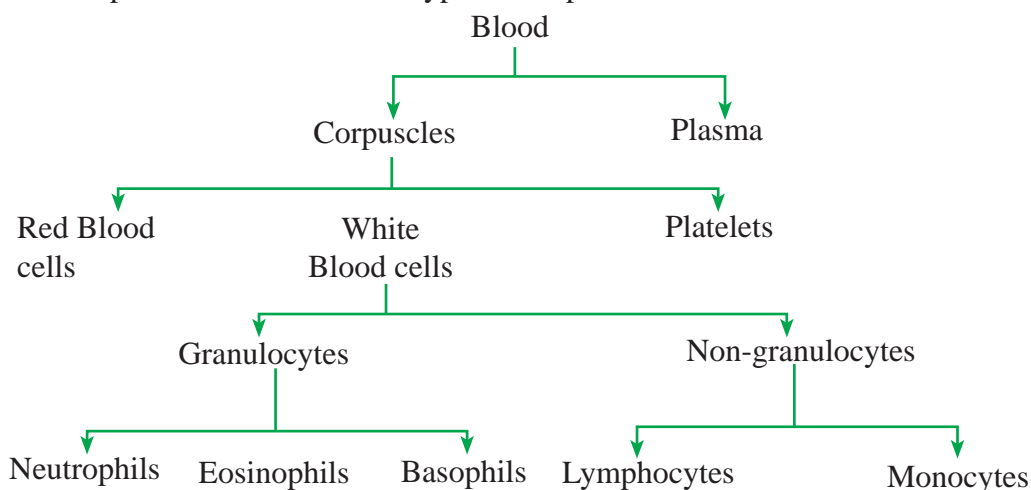 Blood
Corpuscles
Plasma
Red Blood
cells
White
Blood cells
Platelets
Granulocytes
Non-granulocytes
Neutrophils
Eosinophils
Basophils
Lymphocytes
Monocytes